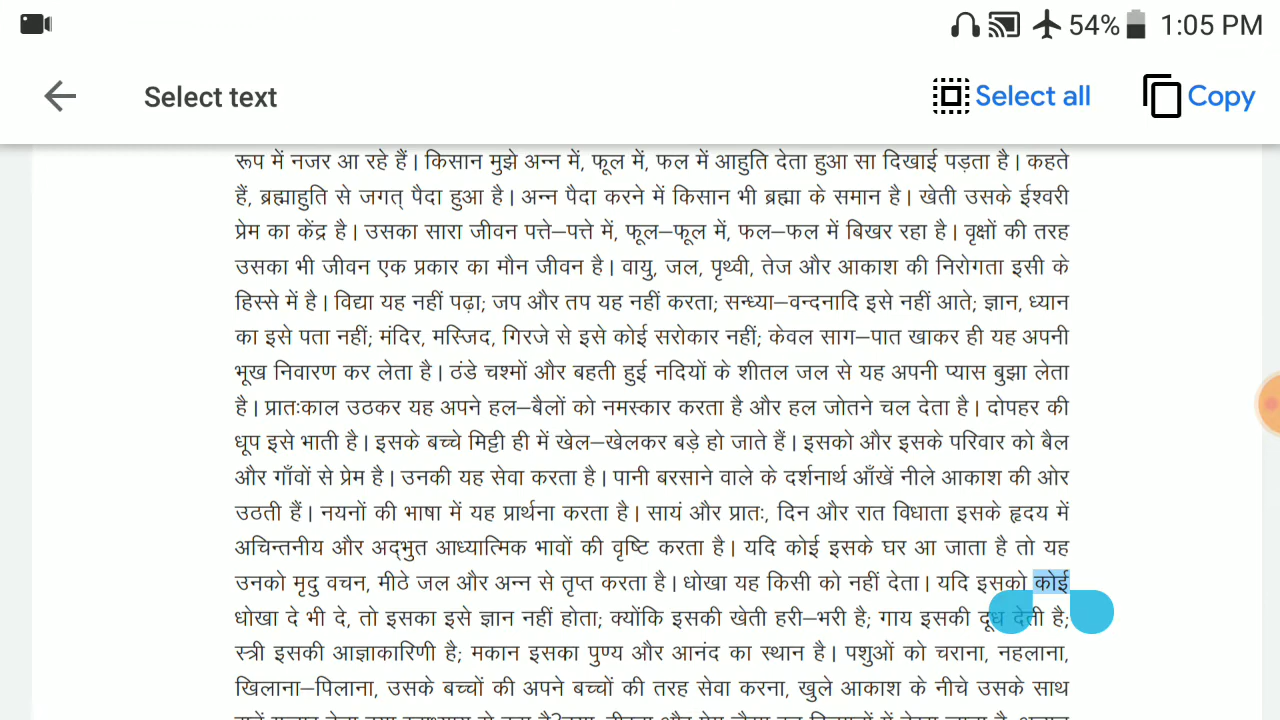 54% 1:05 PM
Select text Select all Copy
रूप में नजर आ रहे हैं। किसान मुझे अन्न में, फूल में, फल में आहुति देता हुआ सा दिखाई पड़ता है। कहते
हैं, ब्रह्माहुति से जगत् पैदा हुआ है। अन्न पैदा करने में किसान भी ब्रह्मा के समान है। खेती उसके ईश्वरी
प्रेम का केंद्र है। उसका सारा जीवन पत्ते–पत्ते में, फूल–फूल में, फल–फल में बिखर रहा है। वृक्षों की तरह
उसका भी जीवन एक प्रकार का मौन जीवन है। वायु, जल, पृथ्वी, तेज और आकाश की निरोगता इसी के
हिस्से में है। विद्या यह नहीं पढ़ा; जप और तप यह नहीं करता; सन्ध्या–वन्दनादि इसे नहीं आते; ज्ञान, ध्यान
का इसे पता नहीं; मंदिर, मस्जिद, गिरजे से इसे कोई सरोकार नहीं; केवल साग–पात खाकर ही यह अपनी
भूख निवारण कर लेता है। ठंडे चश्मों और बहती हुई नदियों के शीतल जल से यह अपनी प्यास बुझा लेता
है। प्रातःकाल उठकर यह अपने हल–बैलों को नमस्कार करता है और हल जोतने चल देता है। दोपहर की
धूप इसे भाती है। इसके बच्चे मिट्टी ही में खेल–खेलकर बड़े हो जाते हैं। इसको और इसके परिवार को बैल
और गाँवों से प्रेम है। उनकी यह सेवा करता है। पानी बरसाने वाले के दर्शनार्थ आँखें नीले आकाश की ओर
उठती हैं। नयनों की भाषा में यह प्रार्थना करता है। सायं और प्रातः, दिन और रात विधाता इसके हृदय में
अचिन्तनीय और अद्भुत आध्यात्मिक भावों की वृष्टि करता है। यदि कोई इसके घर आ जाता है तो यह
उनको मृदु वचन, मीठे जल और अन्न से तृप्त करता है। धोखा यह किसी को नहीं देता। यदि इसको कोई
धोखा दे भी दे, तो इसका इसे ज्ञान नहीं होता; क्योंकि इसकी खेती हरी–भरी है; गाय इसकी दूध देती है;
स्त्री इसकी आज्ञाकारिणी है; मकान इसका पुण्य और आनंद का स्थान है। पशुओं को चराना, नहलाना,
खिलाना–पिलाना, उसके बच्चों की अपने बच्चों की तरह सेवा करना, खुले आकाश के नीचे उसके साथ